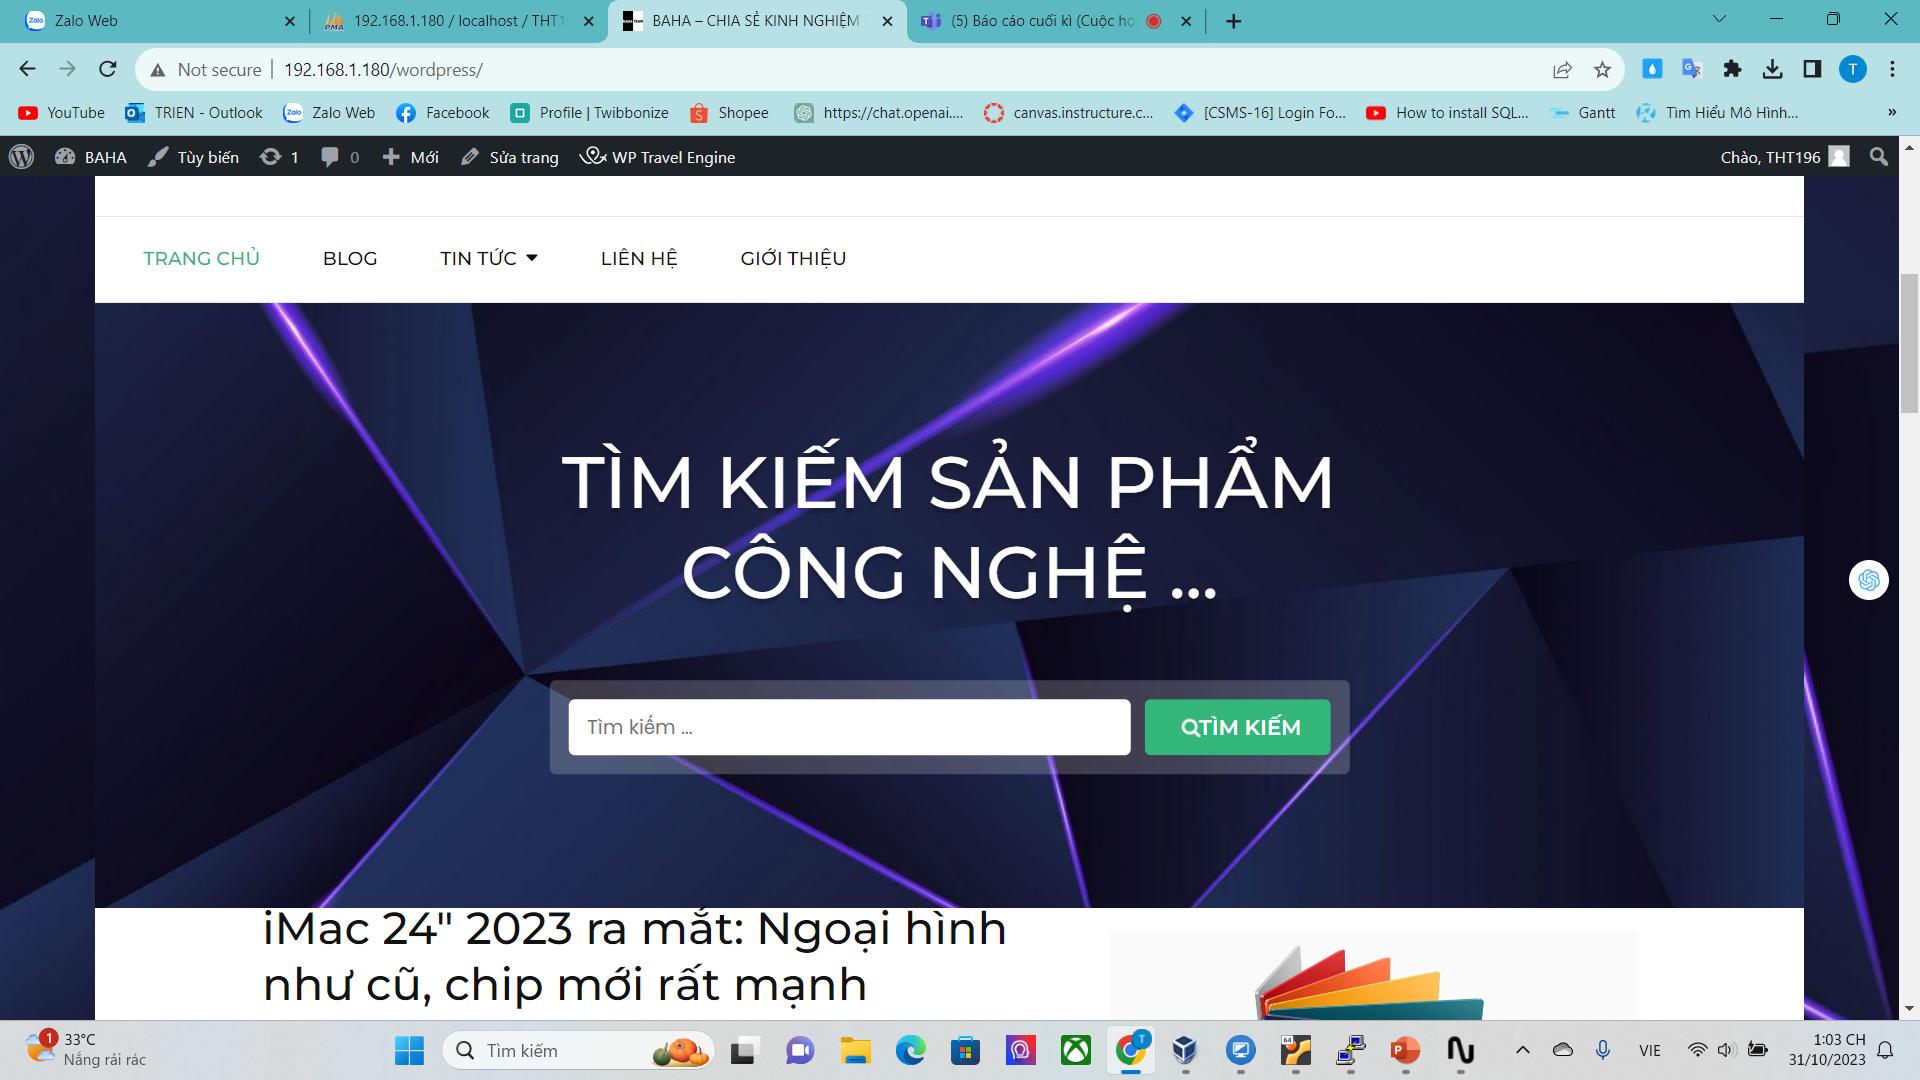 Zalo Web
192.168.1.180 / localhost / THT1
BAHA – CHIA SẺ KINH NGHIỆM
(5) Báo cáo cuối kì (Cuộc họ
Not secure
192.168.1.180/wordpress/
T
YouTube
TRIEN - Outlook
Zalo Web
Facebook
Profile | Twibbonize
Shopee
https://chat.openai....
canvas.instructure.c...
[CSMS-16] Login Fo...
How to install SQL...
Gantt
Tìm Hiểu Mô Hình...
»
BAHA
Tùy biến
1
0
Mới
Sửa trang
WP Travel Engine
Chào, THT196
TRANG CHỦ
BLOG
TIN TỨC
LIÊN HỆ
GIỚI THIỆU
TÌM KIẾM SẢN PHẨM
CÔNG NGHỆ ...
Tìm kiếm ...
TÌM KIẾM
iMac 24" 2023 ra mắt: Ngoại hình
như cũ, chip mới rất mạnh
1
33°C
Nắng rải rác
Tìm kiếm
VIE
1:03 CH
31/10/2023